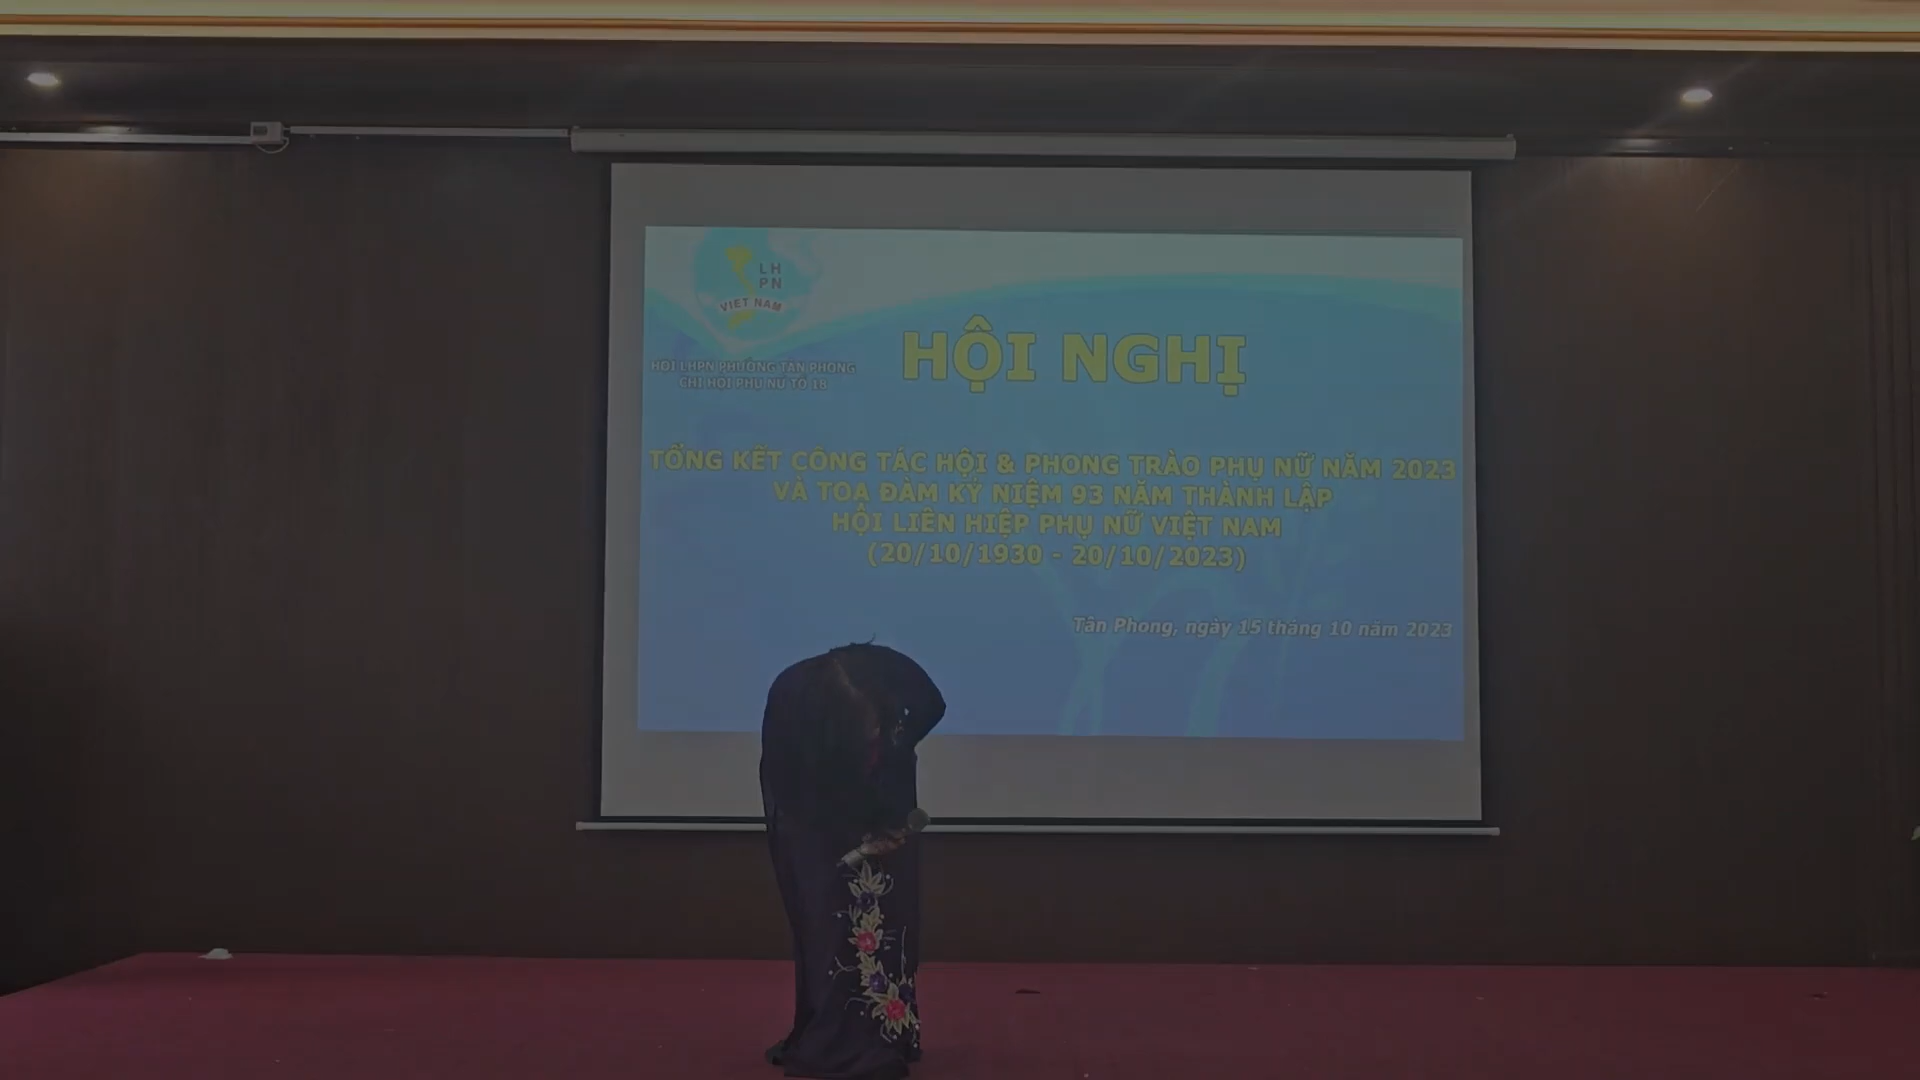 LH
PN
VIET NAM
HỘI LHPN PHƯỜNG TÂN PHONG
CHI HỘI PHỤ NỮ TỔ 18
HỘI NGHỊ
TỔNG KẾT CÔNG TÁC HỘI & PHONG TRÀO PHỤ NỮ NĂM 2023
VÀ TOẠ ĐÀM KỶ NIỆM 93 NĂM THÀNH LẬP
HỘI LIÊN HIỆP PHỤ NỮ VIỆT NAM
(20/10/1930 - 20/10/2023)
Tân Phong, ngày 15 tháng 10 năm 2023